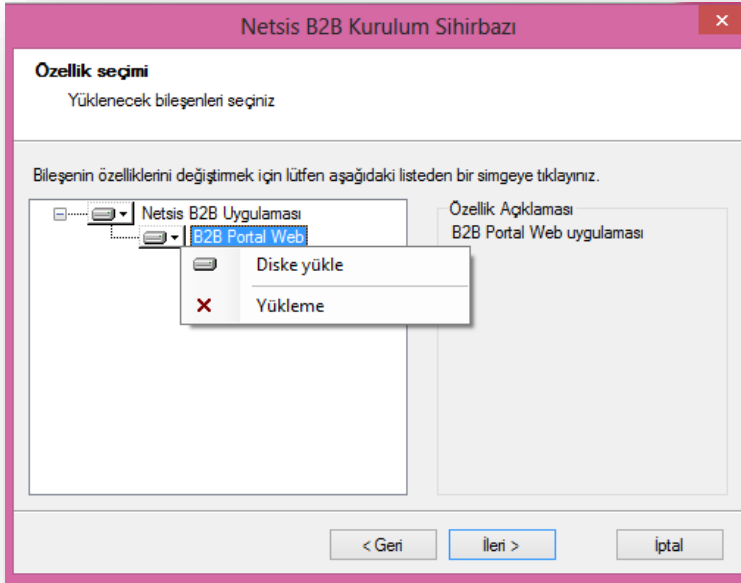 Netsis B2B Kurulum Sihirbazı
Özellik seçimi
Yüklenecek bileşenleri seçiniz
Bileşenin özelliklerini değiştirmek için lütfen aşağıdaki listeden bir simgeye tıklayınız.
Netsis B2B Uygulaması
B2B Portal Web
Diske yükle
Yükleme
Özellik Açıklaması
B2B Portal Web uygulaması
< Geri
İleri >
İptal